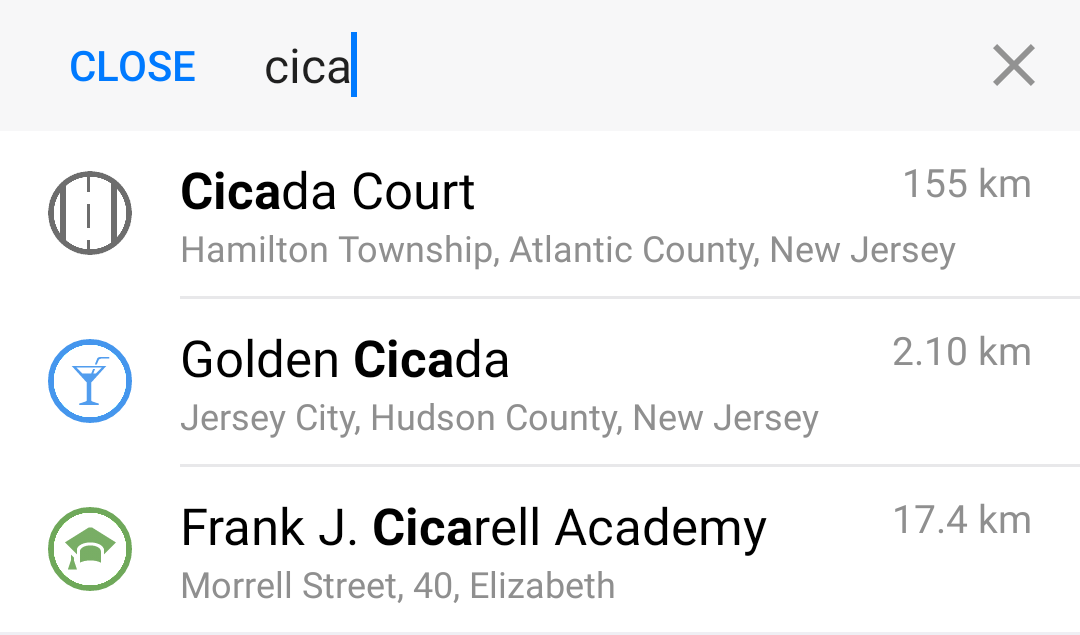 CLOSE cica
Cicada Court 155 km
Hamilton Township, Atlantic County, New Jersey
Golden Cicada 2.10 km
Jersey City, Hudson County, New Jersey
Frank J. Cicarell Academy 17.4 km
Morrell Street, 40, Elizabeth